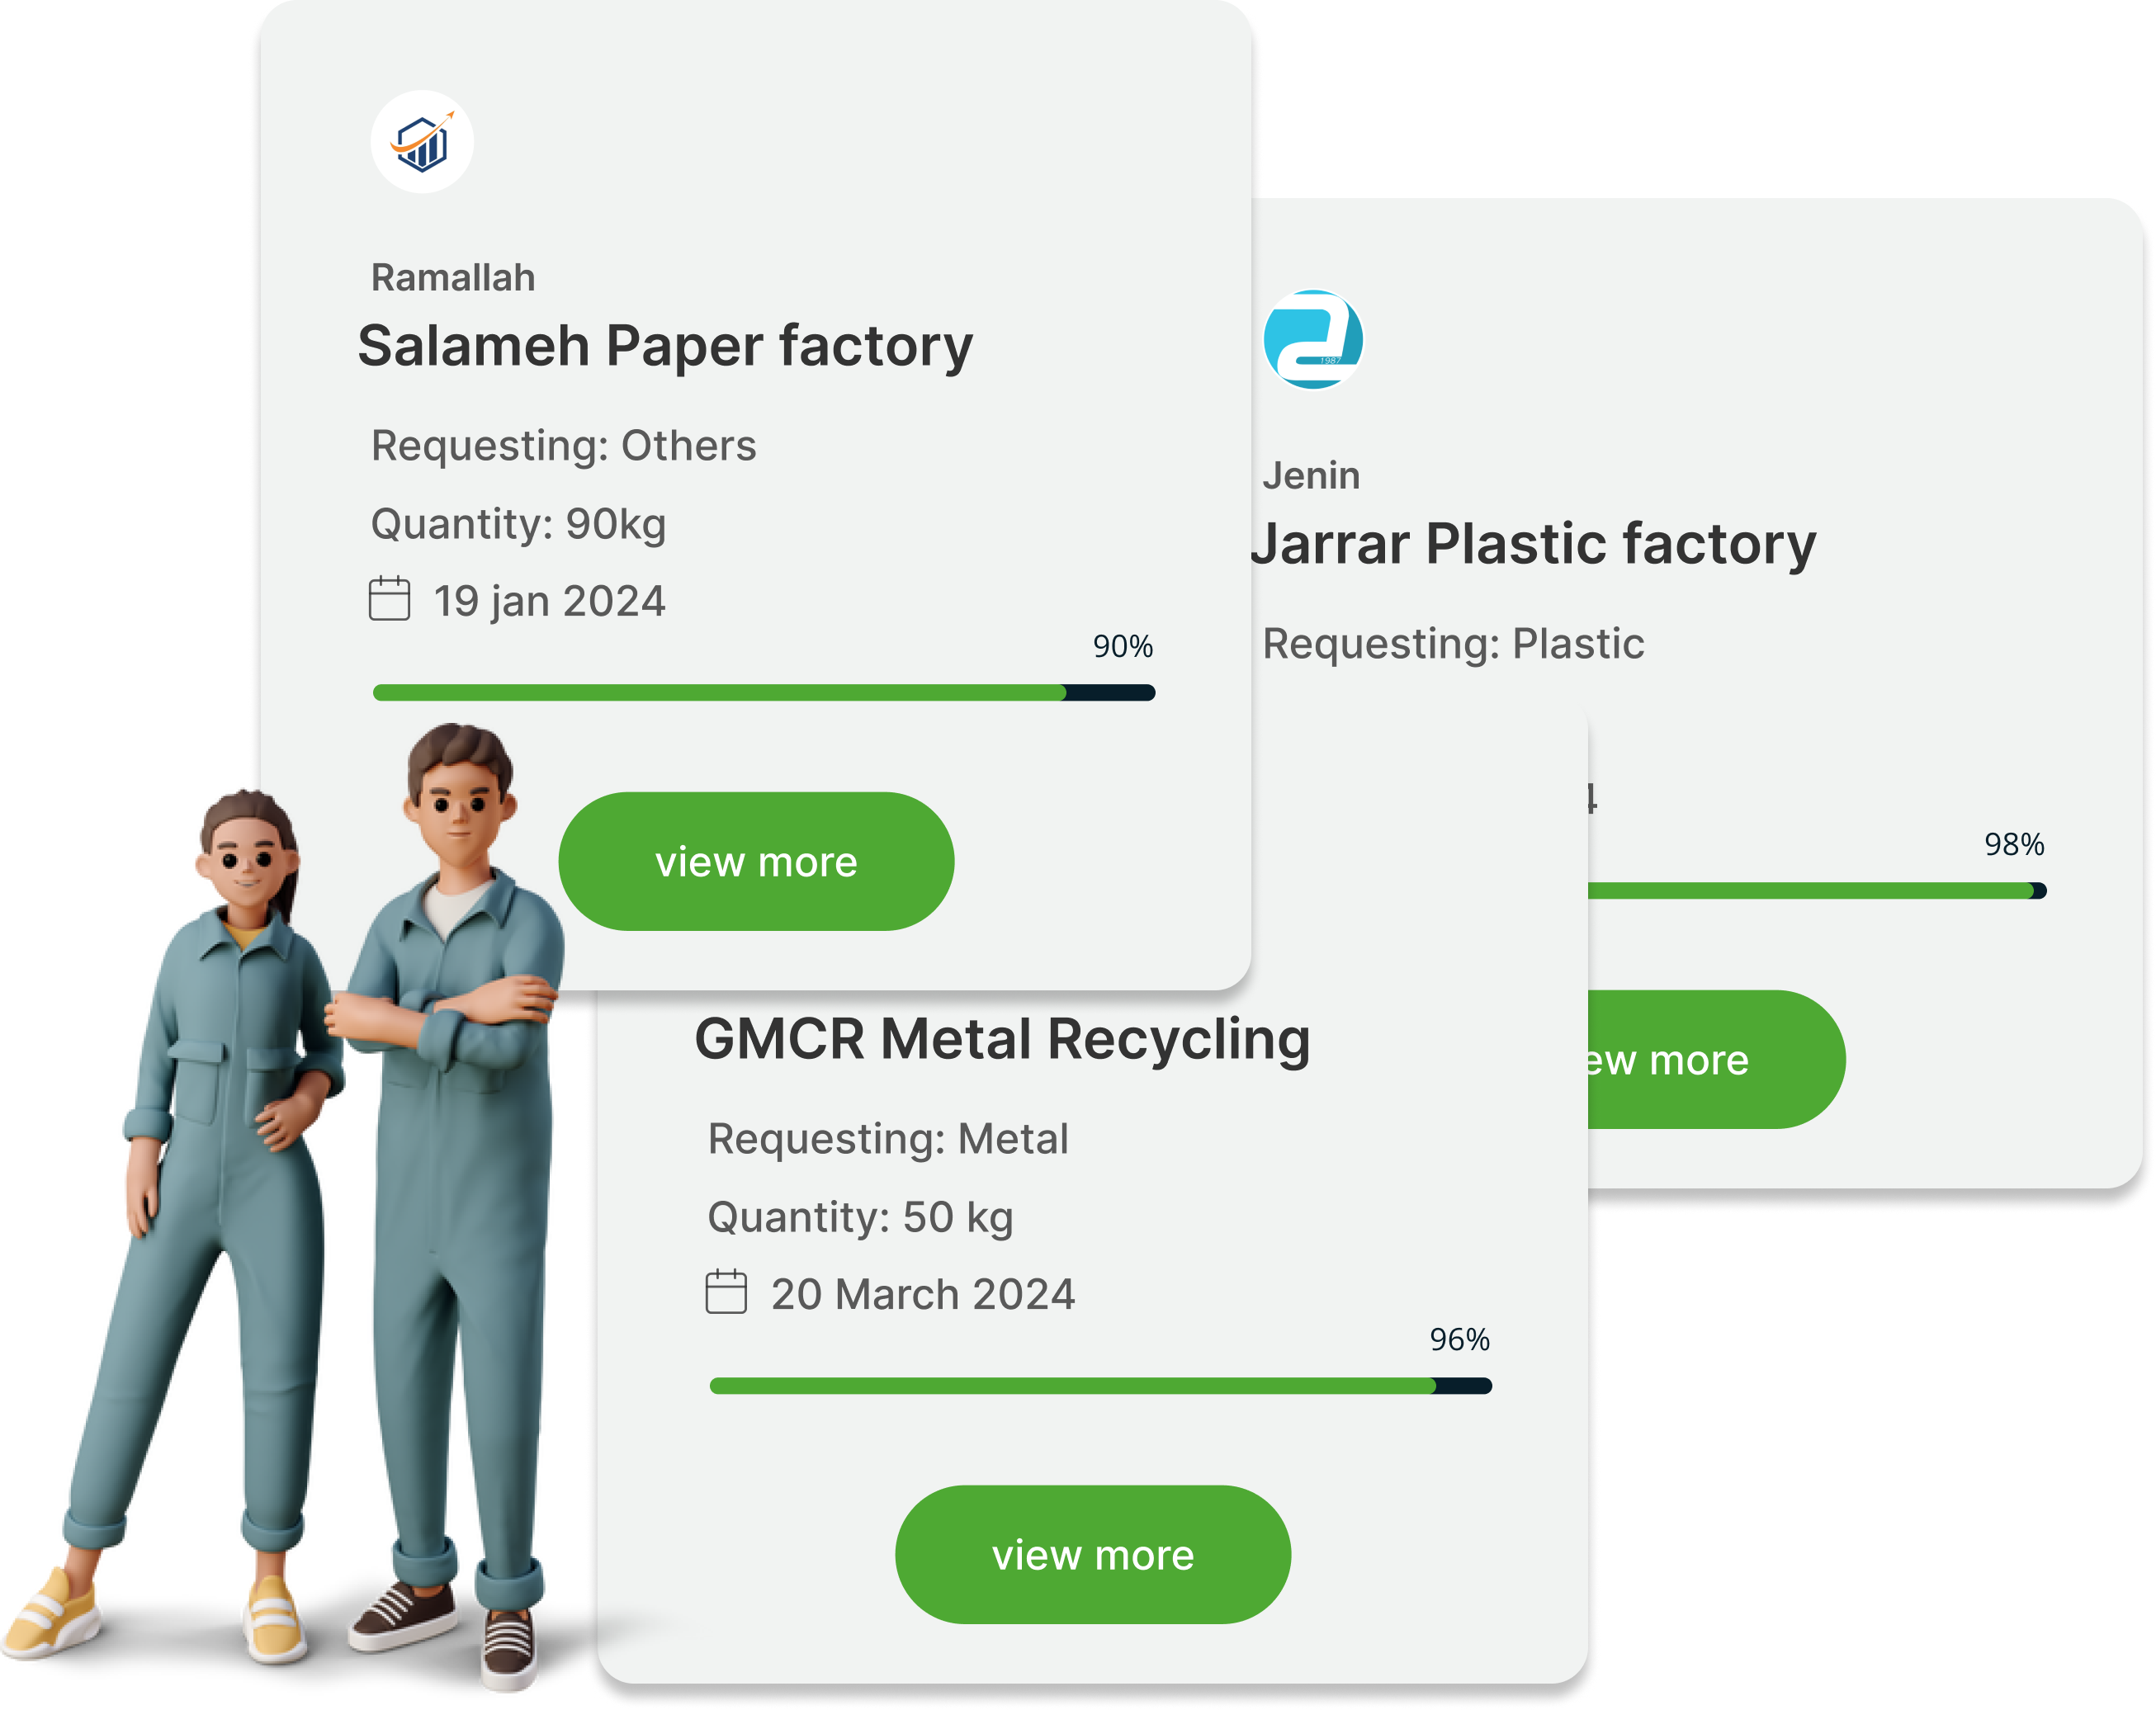 Ramallah
Salameh Paper factory
Requesting: Others
Quantity: 90kg
19 jan 2024
90%
view more
1987
Jenin
Jarrar Plastic factory
Requesting: Plastic
98%
more
GMCR Metal Recycling
Requesting: Metal
Quantity: 50 kg
20 March 2024
96%
view more